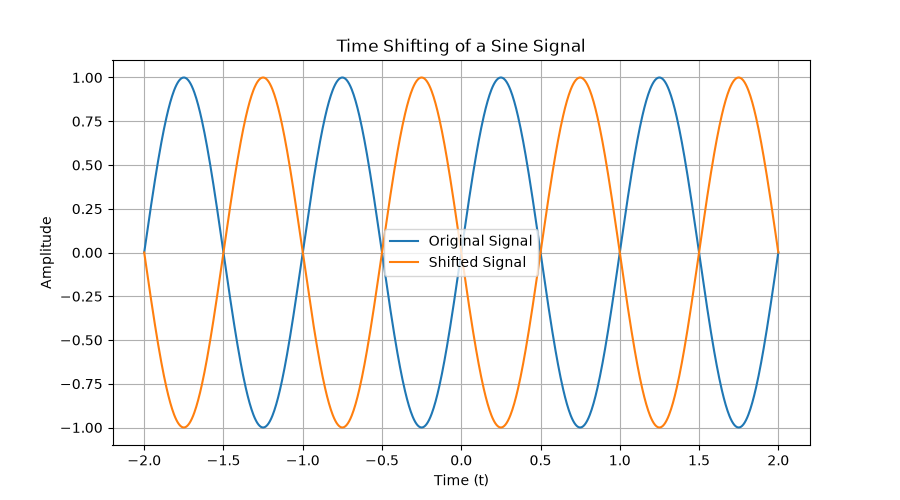 Time Shifting of a Sine Signal
1.00
0.75
0.50
0.25
0.00
−0.25
−0.50
−0.75
−1.00
Amplitude
Original Signal
Shifted Signal
−2.0 −1.5 −1.0 −0.5 0.0 0.5 1.0 1.5 2.0
Time (t)